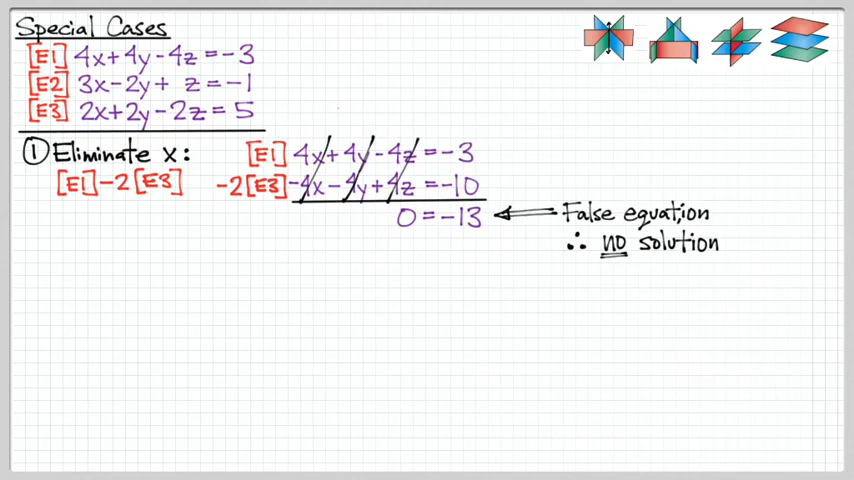 Special Cases
[E1] 4x+4y-4z=-3
[E2] 3x-2y+ z=-1
[E3] 2x+2y-2z=5
① Eliminate x:
[E1]-2[E3]
[E1] 4x+4y-4z=-3
-2[E3] -4x-4y+4z=-10
0=-13
False equation
∴ no solution